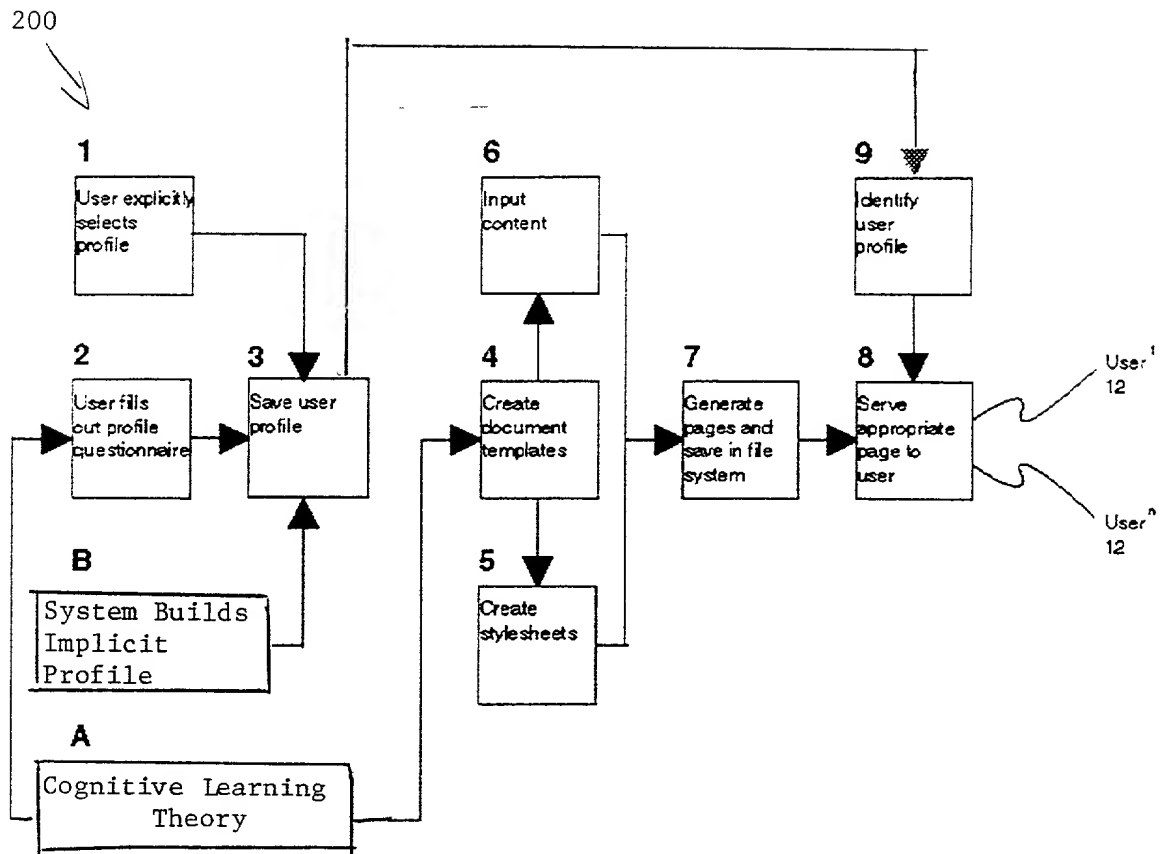 200
1
User explicitly
selects
profile
6
Input
content
9
Identify
user
profile
2
User fills
out profile
questionnaire
3
Save user
profile
4
Create
document
templates
7
Generate
pages and
save in file
system
8
Serve
appropriate
page to
user
User 1
12
User n
12
B
System Builds
Implicit
Profile
5
Create
stylesheets
A
Cognitive Learning
Theory